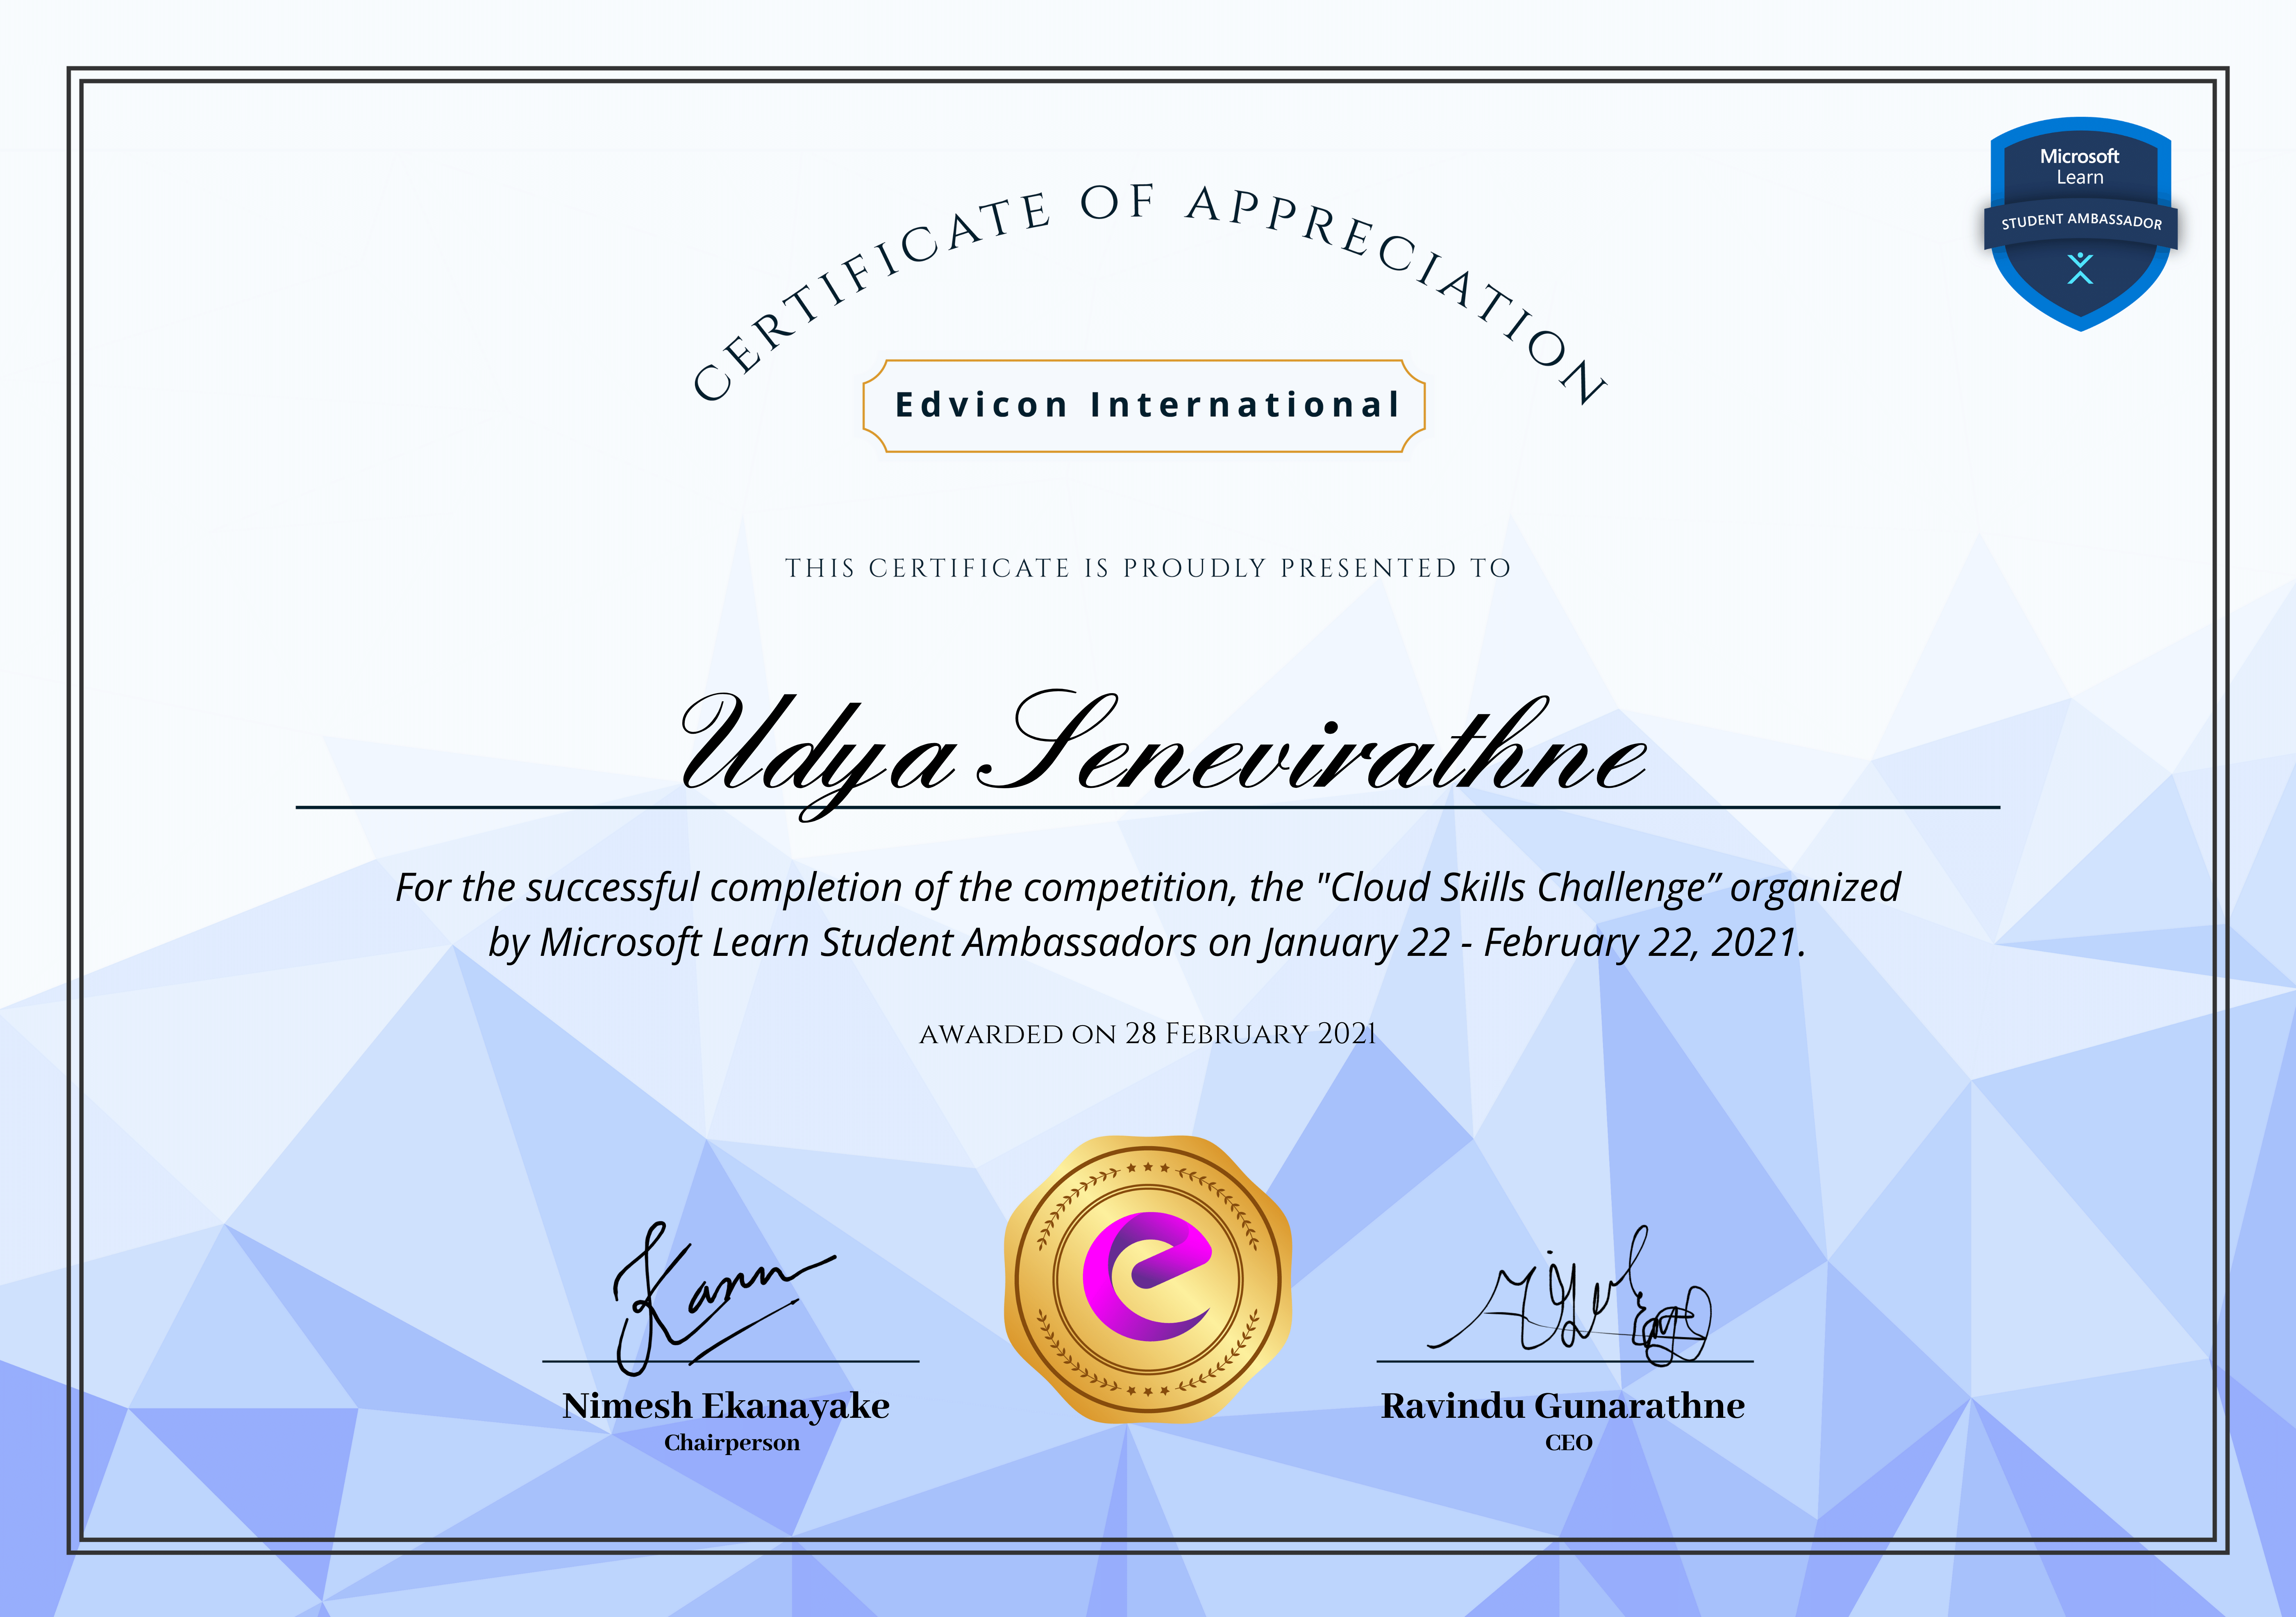 Microsoft
Learn
STUDENT AMBASSADOR
CERTIFICATE OF APPRECIATION
Edvicon International
THIS CERTIFICATE IS PROUDLY PRESENTED TO
Udya Senevirathne
For the successful completion of the competition, the "Cloud Skills Challenge” organized
by Microsoft Learn Student Ambassadors on January 22 - February 22, 2021.
AWARDED ON 28 FEBRUARY 2021
e
Nimesh Ekanayake
Chairperson
Ravindu Gunarathne
CEO